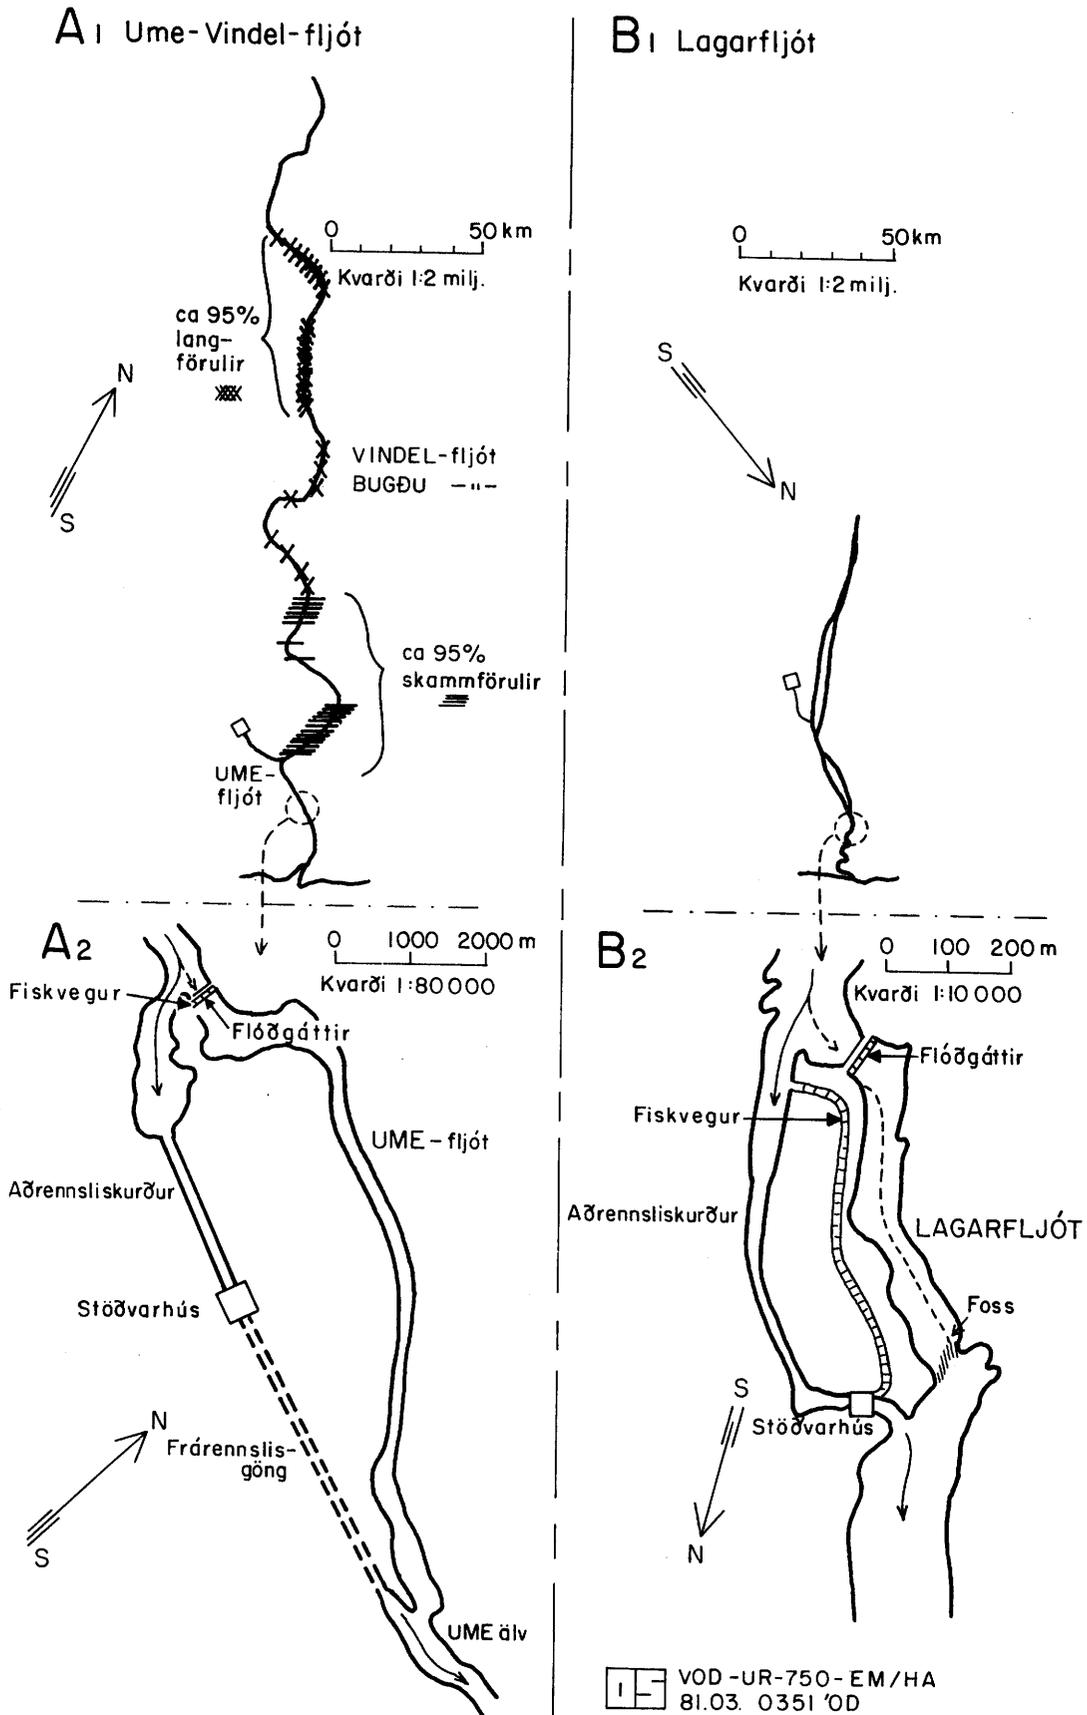 A1 Ume-Vindel-fljót
0 50 km
Kvarði 1:2 milj.
ca 95%
lang-
förulir
N
S
VINDEL-fljót
BUGÐU -"-
ca 95%
skammförulir
UME-
fljót
B1 Lagarfljót
0 50 km
Kvarði 1:2 milj.
S
N
A2
0 1000 2000 m
Kvarði 1:80 000
Fiskvegur
Flóðgáttir
UME-fljót
Aðrennsliskurður
Stöðvarhús
N
Frárennslis-
göng
S
UME älv
B2
0 100 200 m
Kvarði 1:10 000
Flóðgáttir
Fiskvegur
Aðrennsliskurður
LAGARFLJÓT
Foss
S
Stöðvarhús
N
OS VOD-UR-750-EM/HA
81.03. 0351 'OD